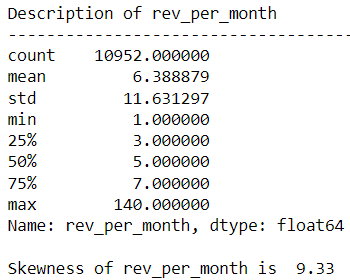 Description of rev_per_month
-----------------------------------
count    10952.000000
mean         6.388879
std         11.631297
min          1.000000
25%          3.000000
50%          5.000000
75%          7.000000
max        140.000000
Name: rev_per_month, dtype: float64
Skewness of rev_per_month is  9.33